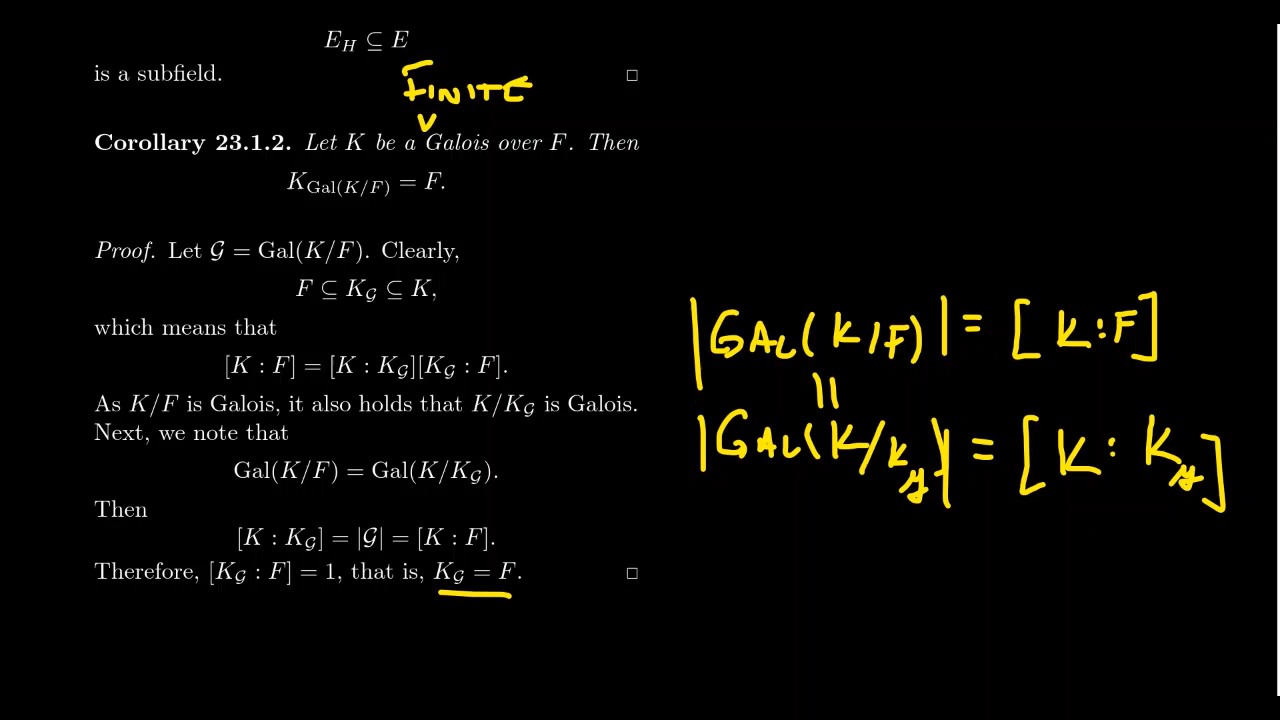 E_H ⊆ E
is a subfield. □
FINITE
Corollary 23.1.2. Let K be a Galois over F. Then
K_{Gal(K/F)} = F.
Proof. Let 𝒢 = Gal(K/F). Clearly,
F ⊆ K_𝒢 ⊆ K,
which means that
[K : F] = [K : K_𝒢][K_𝒢 : F].
As K/F is Galois, it also holds that K/K_𝒢 is Galois.
Next, we note that
Gal(K/F) = Gal(K/K_𝒢).
Then
[K : K_𝒢] = |𝒢| = [K : F].
Therefore, [K_𝒢 : F] = 1, that is, K_𝒢 = F. □
|GAL(K/F)| = [K:F]
||
|GAL(K/K_𝒢)| = [K : K_𝒢]